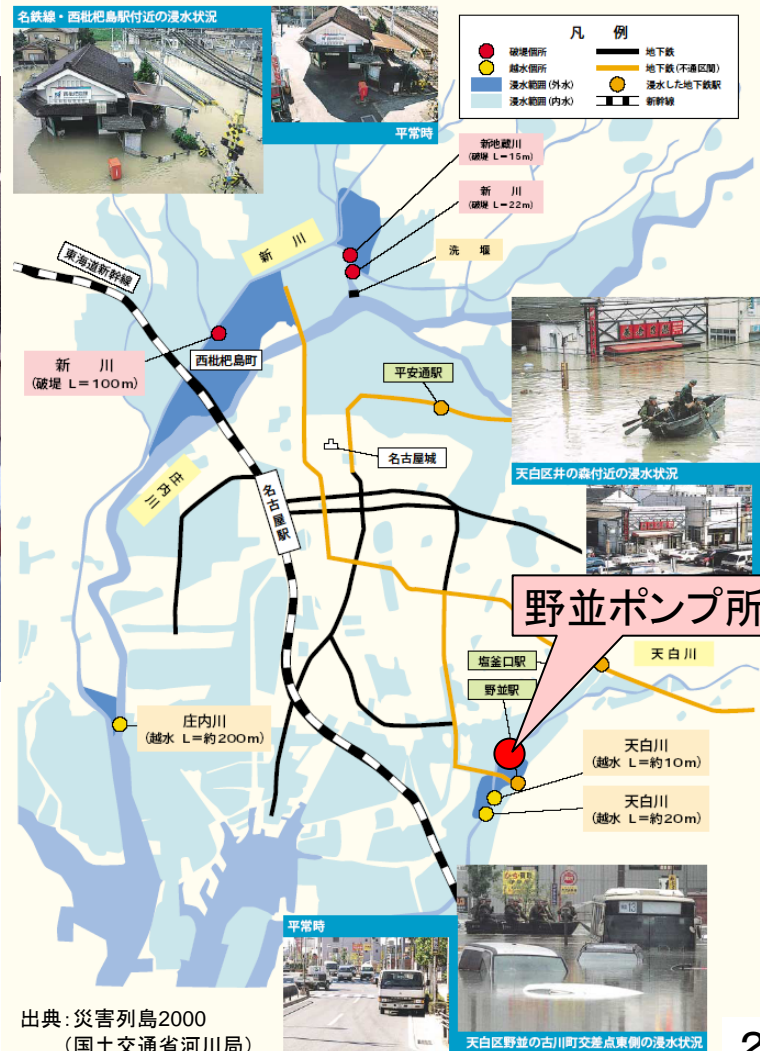 名鉄線・西枇杷島駅付近の浸水状況
平常時
凡 例
破堤個所
越水個所
浸水範囲(外水)
浸水範囲(内水)
地下鉄
地下鉄(不通区間)
浸水した地下鉄駅
新幹線
新地蔵川
(破堤 L=15m)
新 川
(破堤 L=22m)
洗 堰
新 川
東海道新幹線
新 川
(破堤 L=100m)
西枇杷島町
平安通駅
名古屋城
庄内川
名古屋駅
天白区井の森付近の浸水状況
野並ポンプ所
塩釜口駅
天白川
野並駅
庄内川
(越水 L=約200m)
天白川
(越水 L=約10m)
天白川
(越水 L=約20m)
平常時
天白区野並の古川町交差点東側の浸水状況
出典:災害列島2000
(国土交通省河川局)
2